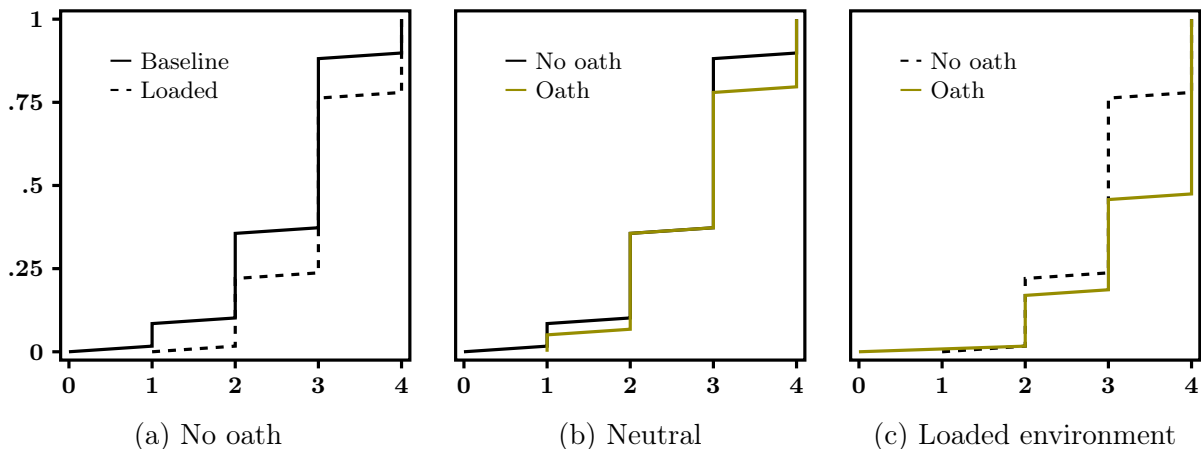 1
.75
.5
.25
0
Baseline
Loaded
0 1 2 3 4
(a) No oath
No oath
Oath
0 1 2 3 4
(b) Neutral
No oath
Oath
0 1 2 3 4
(c) Loaded environment